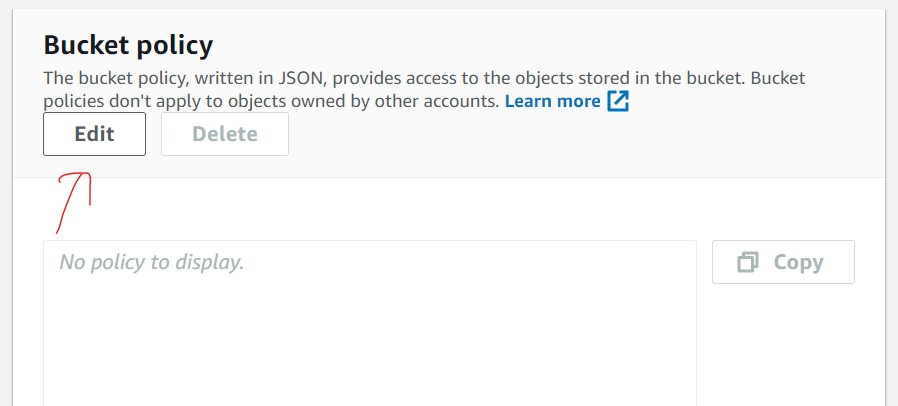 Bucket policy
The bucket policy, written in JSON, provides access to the objects stored in the bucket. Bucket
policies don't apply to objects owned by other accounts. Learn more
Edit Delete
No policy to display.
Copy